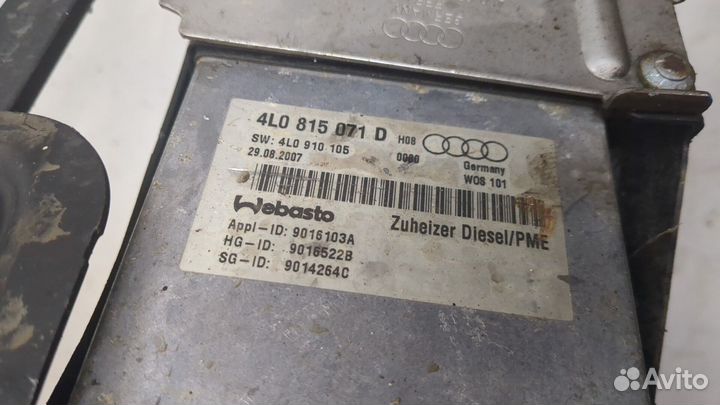 4L0 815 071 D H08
SW: 4L0 910 105 0080
29.08.2007 Germany
WOS 101
Webasto
Zuheizer Diesel/PME
Appl-ID: 9016103A
HG-ID: 9016522B
SG-ID: 9014264C
Avito